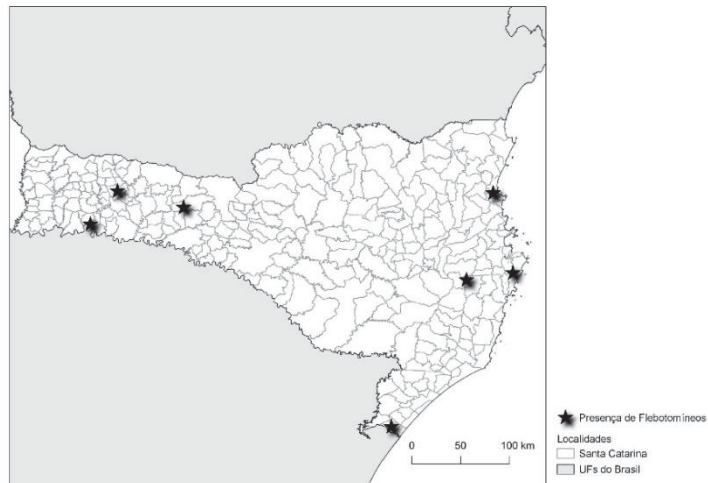 Presença de Flebotomíneos
Localidades
Santa Catarina
UFs do Brasil
0 50 100 km